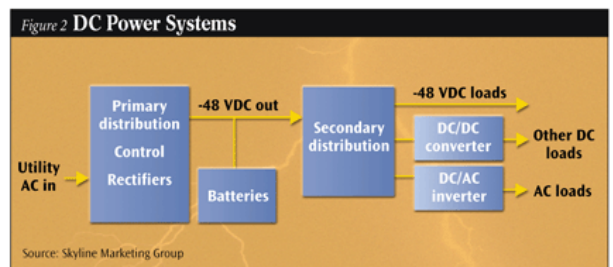 Figure 2 DC Power Systems
Utility
AC in
Primary
distribution
Control
Rectifiers
-48 VDC out
Batteries
Secondary
distribution
-48 VDC loads
DC/DC
converter
Other DC
loads
DC/AC
inverter
AC loads
Source: Skyline Marketing Group